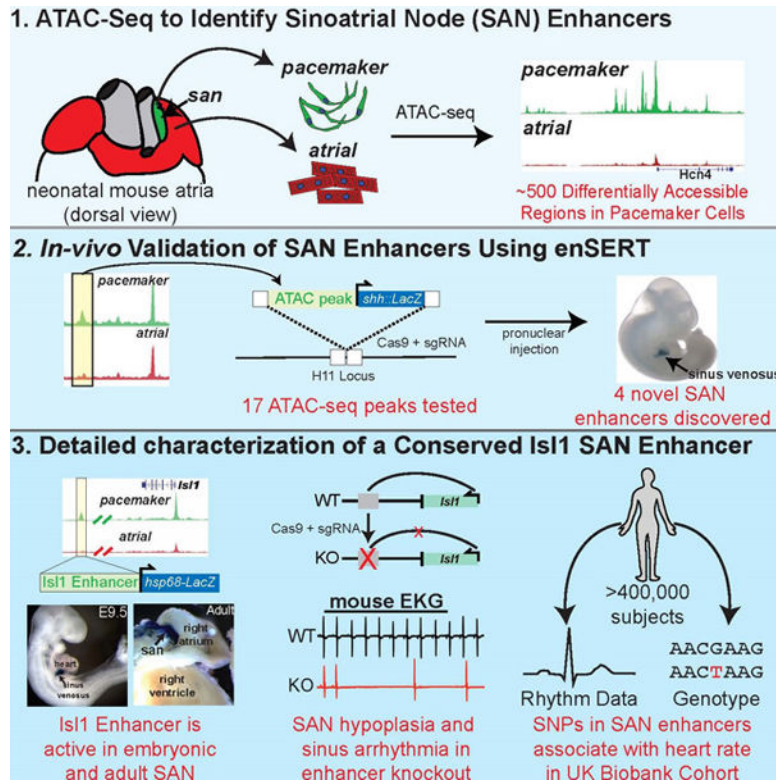 1. ATAC-Seq to Identify Sinoatrial Node (SAN) Enhancers
san
neonatal mouse atria
(dorsal view)
pacemaker
atrial
ATAC-seq
pacemaker
atrial
Hcn4
~500 Differentially Accessible
Regions in Pacemaker Cells
2. In-vivo Validation of SAN Enhancers Using enSERT
pacemaker
atrial
ATAC peak
shh::LacZ
Cas9 + sgRNA
H11 Locus
17 ATAC-seq peaks tested
pronuclear
injection
sinus venosus
4 novel SAN
enhancers discovered
3. Detailed characterization of a Conserved Isl1 SAN Enhancer
Isl1
pacemaker
atrial
Isl1 Enhancer
hsp68-LacZ
E9.5
heart
sinus
venosus
Adult
san
right
atrium
right
ventricle
Isl1 Enhancer is
active in embryonic
and adult SAN
WT
Isl1
Cas9 + sgRNA
x
KO
X
Isl1
mouse EKG
WT
KO
SAN hypoplasia and
sinus arrhythmia in
enhancer knockout
>400,000
subjects
Rhythm Data
AACGAAG
AACTAAG
Genotype
SNPs in SAN enhancers
associate with heart rate
in UK Biobank Cohort